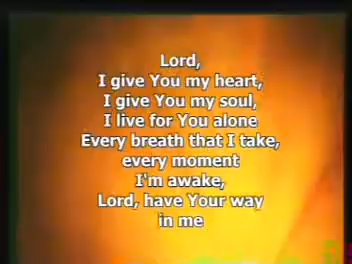 Lord,
I give You my heart,
I give You my soul,
I live for You alone
Every breath that I take,
every moment
I'm awake,
Lord, have Your way
in me